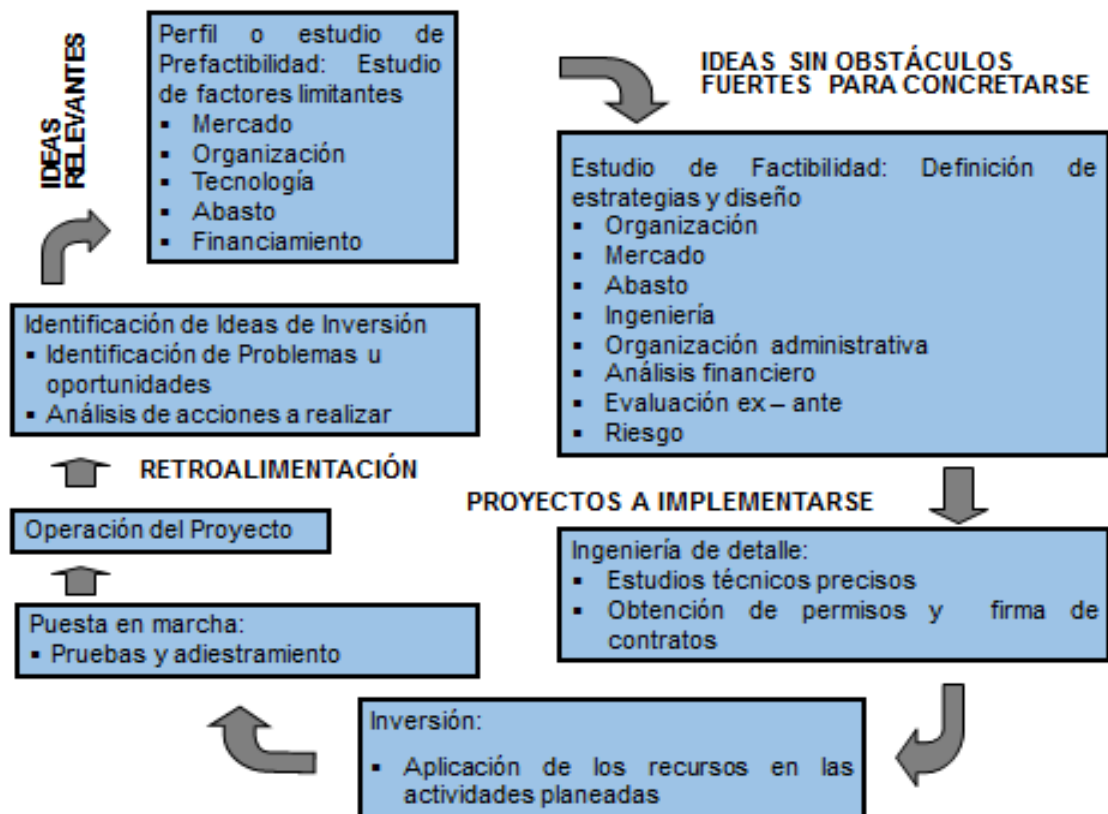 IDEAS
RELEVANTES
Perfil o estudio de
Prefactibilidad: Estudio
de factores limitantes
▪ Mercado
▪ Organización
▪ Tecnología
▪ Abasto
▪ Financiamiento
IDEAS SIN OBSTÁCULOS
FUERTES PARA CONCRETARSE
Estudio de Factibilidad: Definición de
estrategias y diseño
▪ Organización
▪ Mercado
▪ Abasto
▪ Ingeniería
▪ Organización administrativa
▪ Análisis financiero
▪ Evaluación ex – ante
▪ Riesgo
Identificación de Ideas de Inversión
▪ Identificación de Problemas u
oportunidades
▪ Análisis de acciones a realizar
RETROALIMENTACIÓN
PROYECTOS A IMPLEMENTARSE
Operación del Proyecto
Ingeniería de detalle:
▪ Estudios técnicos precisos
▪ Obtención de permisos y firma de
contratos
Puesta en marcha:
▪ Pruebas y adiestramiento
Inversión:
▪ Aplicación de los recursos en las
actividades planeadas